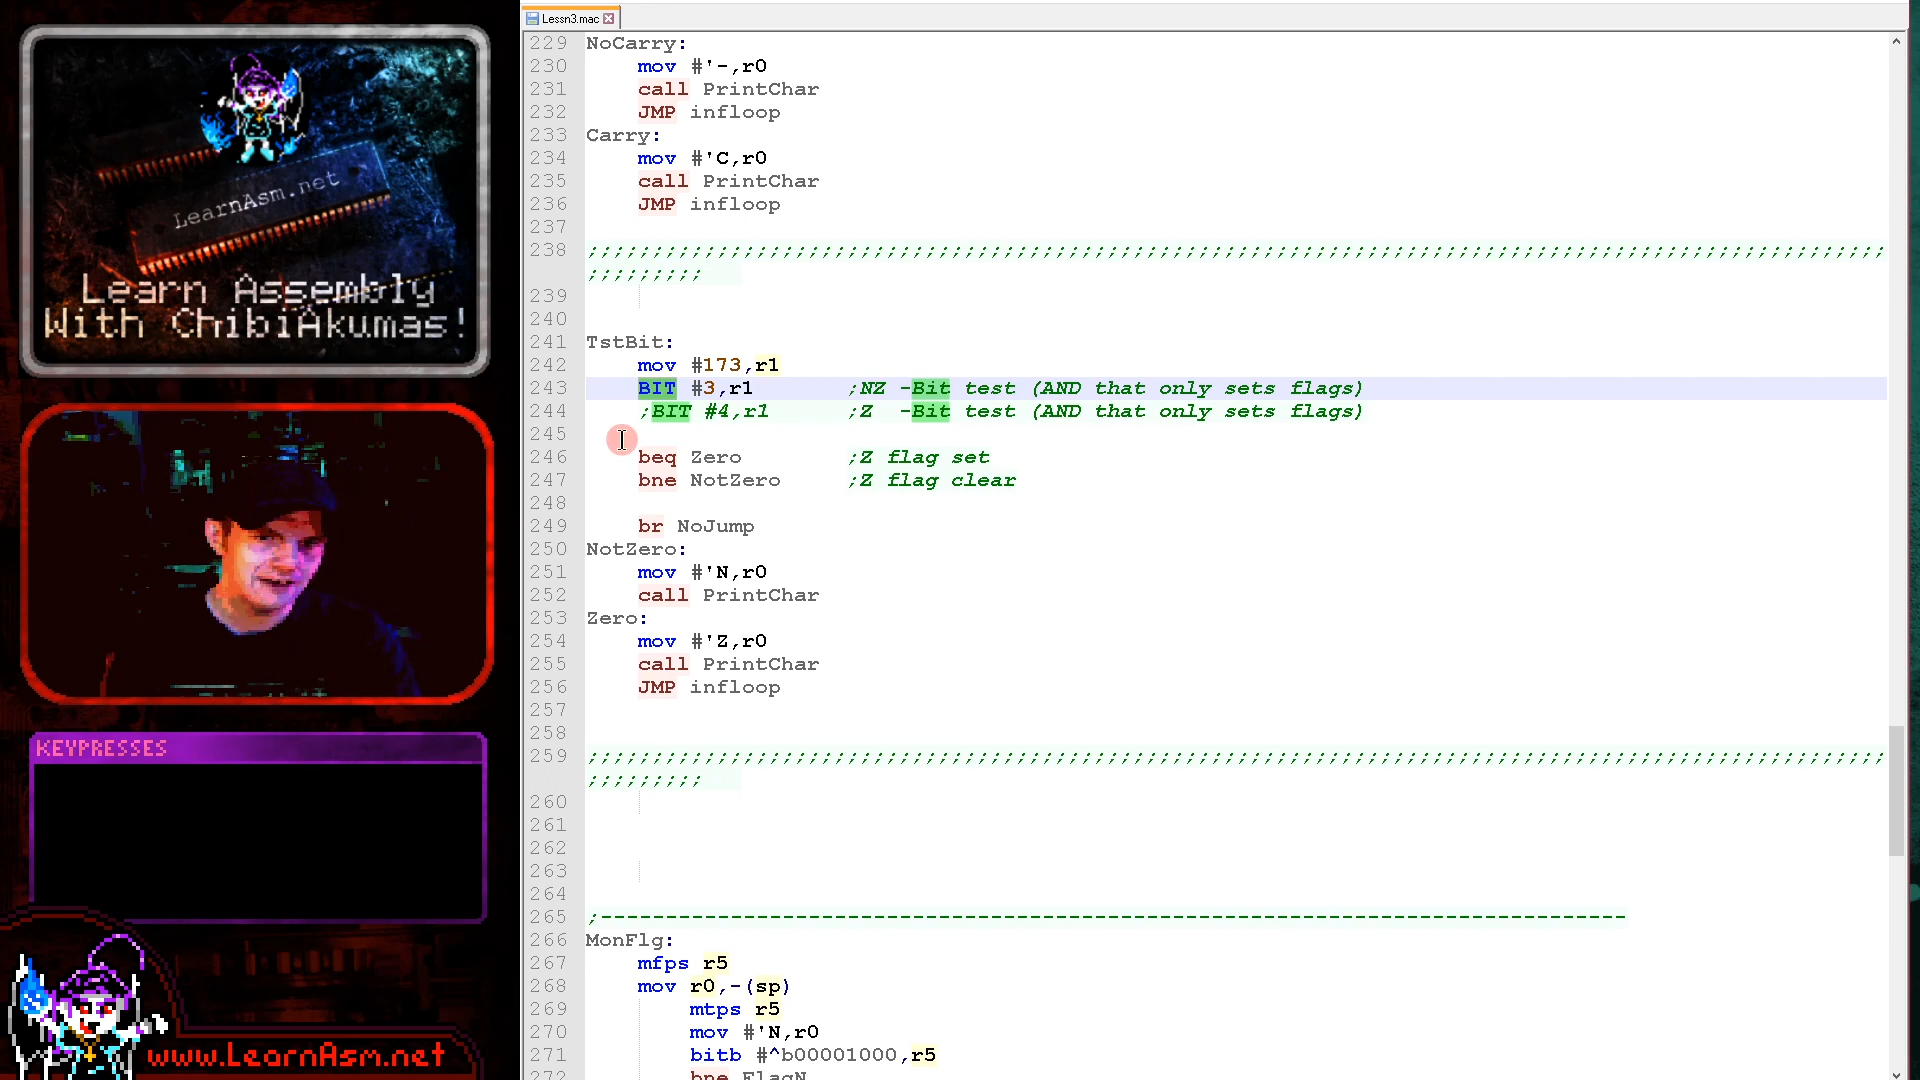 LearnAsm.net
Learn Assembly
With ChibiAkumas!
KEYPRESSES
www.LearnAsm.net
Lessn3.mac
229 NoCarry:
230 mov #'-,r0
231 call PrintChar
232 JMP infloop
233 Carry:
234 mov #'C,r0
235 call PrintChar
236 JMP infloop
237
238 ;;;;;;;;;;;;;;;;;;;;;;;;;;;;;;;;;;;;;;;;;;;;;;;;;;;;;;;;;;;;;;;;;;;;;;;;;;;;;;;;;;;;;;;;;;;;;;;;;;;;
;;;;;;;;;
239
240
241 TstBit:
242 mov #173,r1
243 BIT #3,r1 ;NZ -Bit test (AND that only sets flags)
244 ;BIT #4,r1 ;Z -Bit test (AND that only sets flags)
245
246 beq Zero ;Z flag set
247 bne NotZero ;Z flag clear
248
249 br NoJump
250 NotZero:
251 mov #'N,r0
252 call PrintChar
253 Zero:
254 mov #'Z,r0
255 call PrintChar
256 JMP infloop
257
258
259 ;;;;;;;;;;;;;;;;;;;;;;;;;;;;;;;;;;;;;;;;;;;;;;;;;;;;;;;;;;;;;;;;;;;;;;;;;;;;;;;;;;;;;;;;;;;;;;;;;;;;
;;;;;;;;;
260
261
262
263
264
265 ;-------------------------------------------------------------------------------
266 MonFlg:
267 mfps r5
268 mov r0,-(sp)
269 mtps r5
270 mov #'N,r0
271 bitb #^b00001000,r5
272 bne FlagN